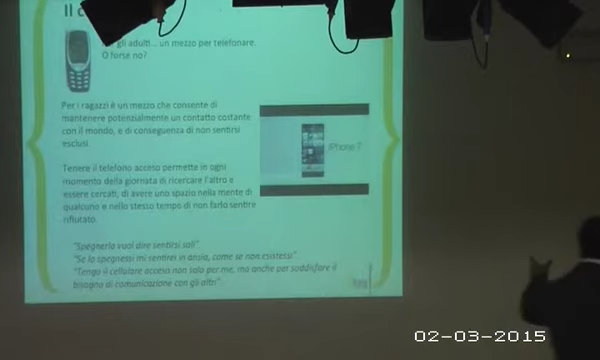 Il c
gli adulti... un mezzo per telefonare.
O forse no?
Per i ragazzi è un mezzo che consente di
mantenere potenzialmente un contatto costante
con il mondo, e di conseguenza di non sentirsi
esclusi.
iPhone 7
Tenere il telefono acceso permette in ogni
momento della giornata di ricercare l'altro e
essere cercati, di avere uno spazio nella mente di
qualcuno e nello stesso tempo di non farlo sentire
rifiutato.
"Spegnerlo vuol dire sentirsi soli".
"Se lo spegnessi mi sentirei in ansia, come se non esistessi".
"Tengo il cellulare acceso non solo per me, ma anche per soddisfare il
bisogno di comunicazione con gli altri".
02-03-2015